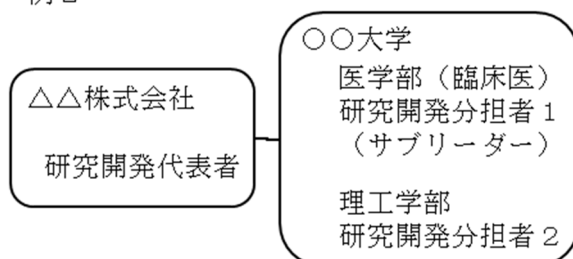 △△株式会社
研究開発代表者
○○大学
医学部（臨床医）
研究開発分担者１
（サブリーダー）
理工学部
研究開発分担者２